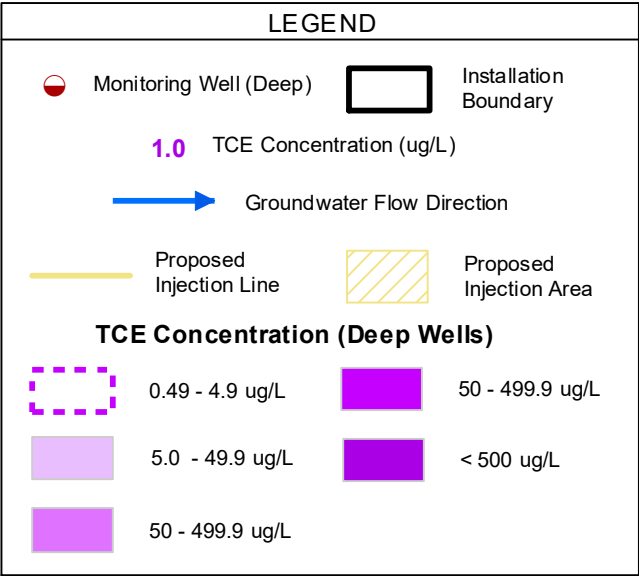 LEGEND
Monitoring Well (Deep)
Installation
Boundary
1.0 TCE Concentration (ug/L)
Groundwater Flow Direction
Proposed
Injection Line
Proposed
Injection Area
TCE Concentration (Deep Wells)
0.49 - 4.9 ug/L
50 - 499.9 ug/L
5.0 - 49.9 ug/L
< 500 ug/L
50 - 499.9 ug/L